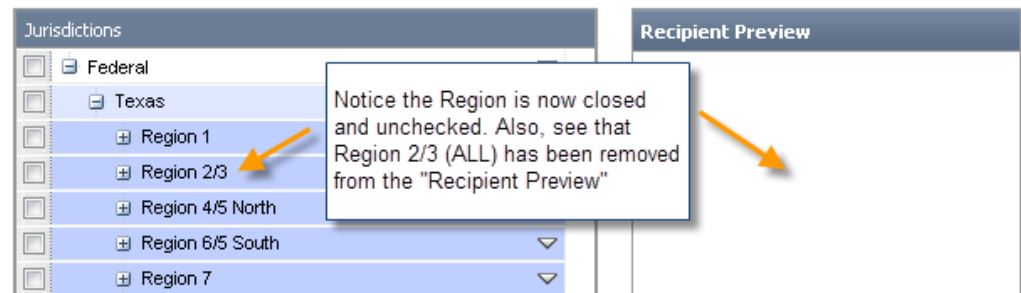 Jurisdictions
Recipient Preview
Federal
Texas
Region 1
Region 2/3
Region 4/5 North
Region 6/5 South
Region 7
Notice the Region is now closed
and unchecked. Also, see that
Region 2/3 (ALL) has been removed
from the "Recipient Preview"